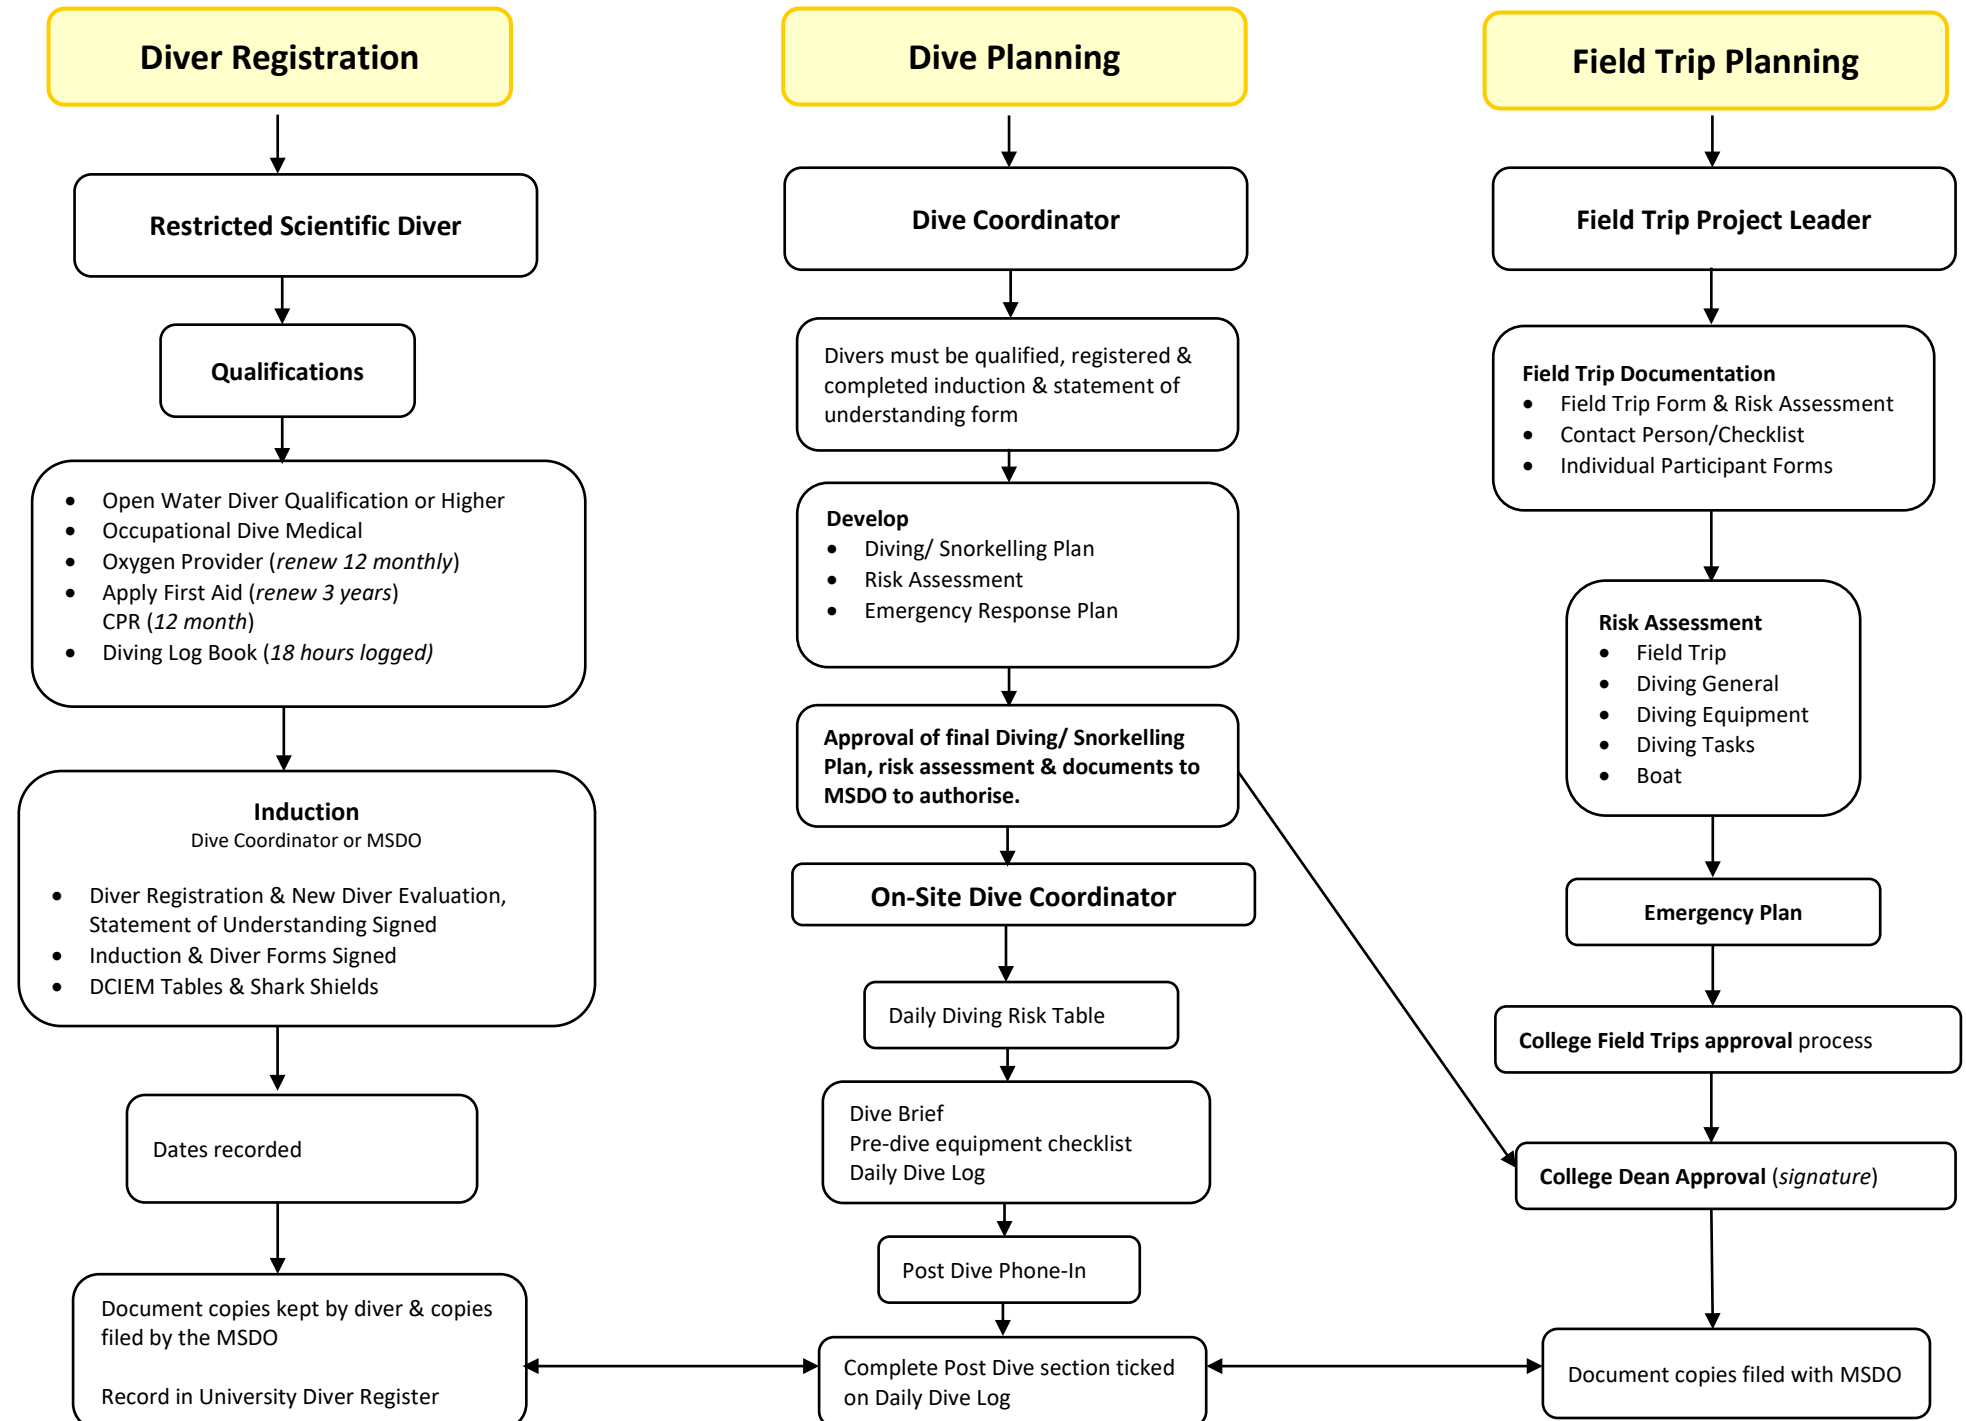 Diver Registration
Restricted Scientific Diver
Qualifications
• Open Water Diver Qualification or Higher
• Occupational Dive Medical
• Oxygen Provider (renew 12 monthly)
• Apply First Aid (renew 3 years)
CPR (12 month)
• Diving Log Book (18 hours logged)
Induction
Dive Coordinator or MSDO
• Diver Registration & New Diver Evaluation,
Statement of Understanding Signed
• Induction & Diver Forms Signed
• DCIEM Tables & Shark Shields
Dates recorded
Document copies kept by diver & copies
filed by the MSDO
Record in University Diver Register
Dive Planning
Dive Coordinator
Divers must be qualified, registered &
completed induction & statement of
understanding form
Develop
• Diving/ Snorkelling Plan
• Risk Assessment
• Emergency Response Plan
Approval of final Diving/ Snorkelling
Plan, risk assessment & documents to
MSDO to authorise.
On-Site Dive Coordinator
Daily Diving Risk Table
Dive Brief
Pre-dive equipment checklist
Daily Dive Log
Post Dive Phone-In
Complete Post Dive section ticked
on Daily Dive Log
Field Trip Planning
Field Trip Project Leader
Field Trip Documentation
• Field Trip Form & Risk Assessment
• Contact Person/Checklist
• Individual Participant Forms
Risk Assessment
• Field Trip
• Diving General
• Diving Equipment
• Diving Tasks
• Boat
Emergency Plan
College Field Trips approval process
College Dean Approval (signature)
Document copies filed with MSDO